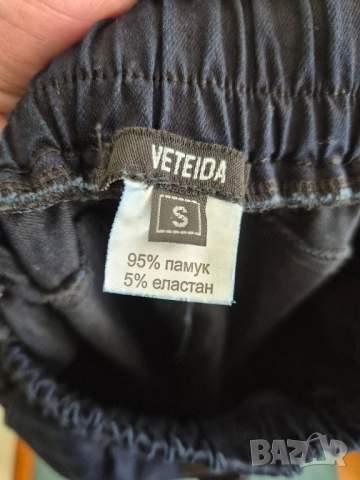 VETEIDA
S
95% памук
5% еластан
BAZAR